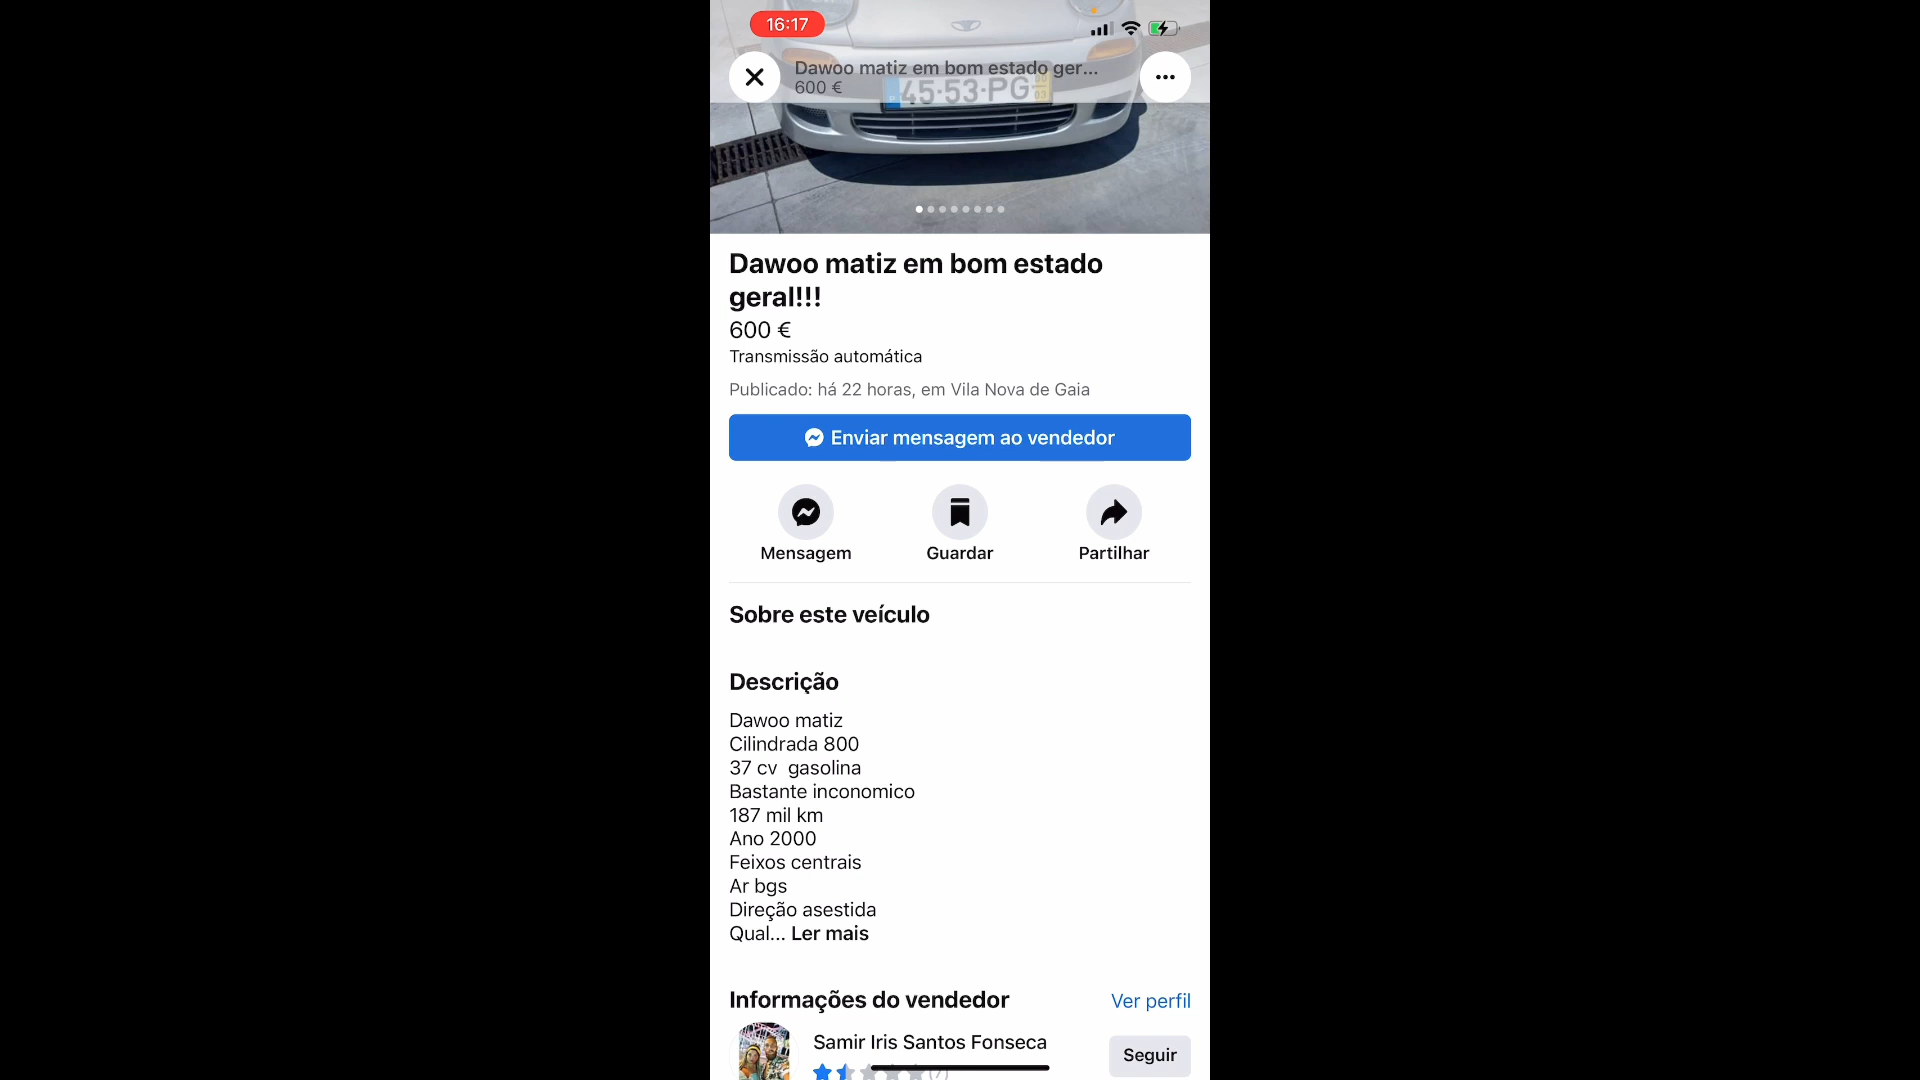 16:17
Dawoo matiz em bom estado ger...
600 €
45·53·PG
Dawoo matiz em bom estado
geral!!!
600 €
Transmissão automática
Publicado: há 22 horas, em Vila Nova de Gaia
Enviar mensagem ao vendedor
Mensagem
Guardar
Partilhar
Sobre este veículo
Descrição
Dawoo matiz
Cilindrada 800
37 cv  gasolina
Bastante inconomico
187 mil km
Ano 2000
Feixos centrais
Ar bgs
Direção asestida
Qual... Ler mais
Informações do vendedor
Ver perfil
Samir Iris Santos Fonseca
Seguir